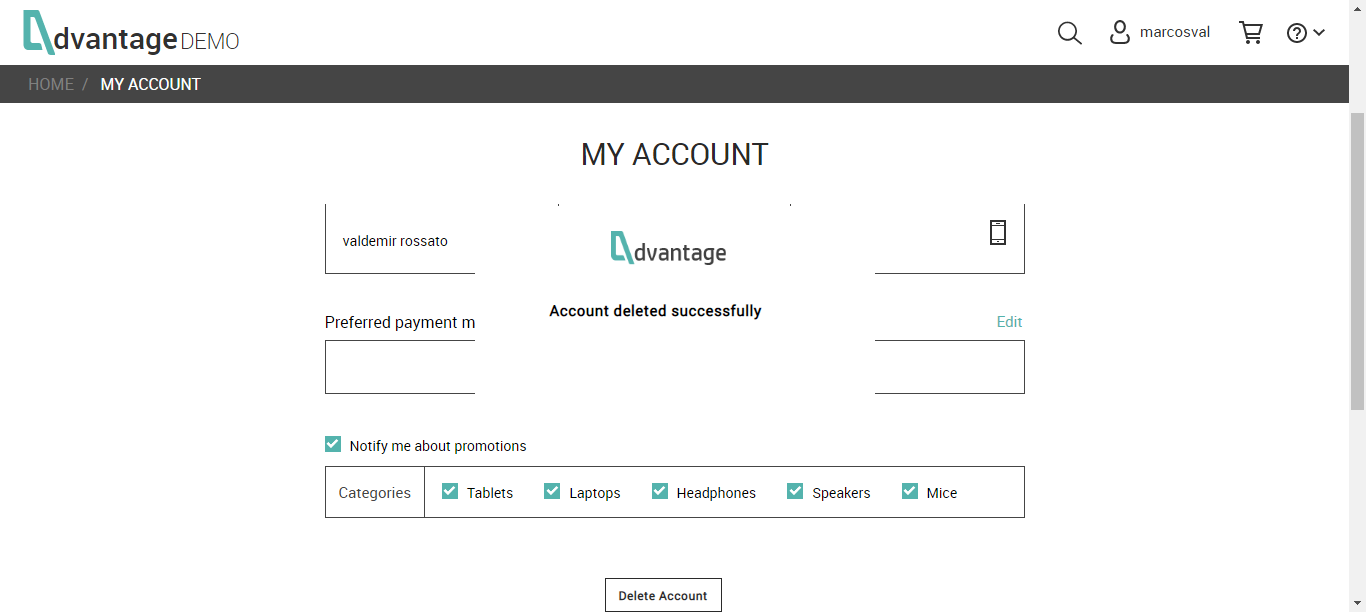 dvantage DEMO
marcosval
?
HOME / MY ACCOUNT
MY ACCOUNT
valdemir rossato
dvantage
Account deleted successfully
Preferred payment m
Edit
Notify me about promotions
Categories Tablets Laptops Headphones Speakers Mice
Delete Account